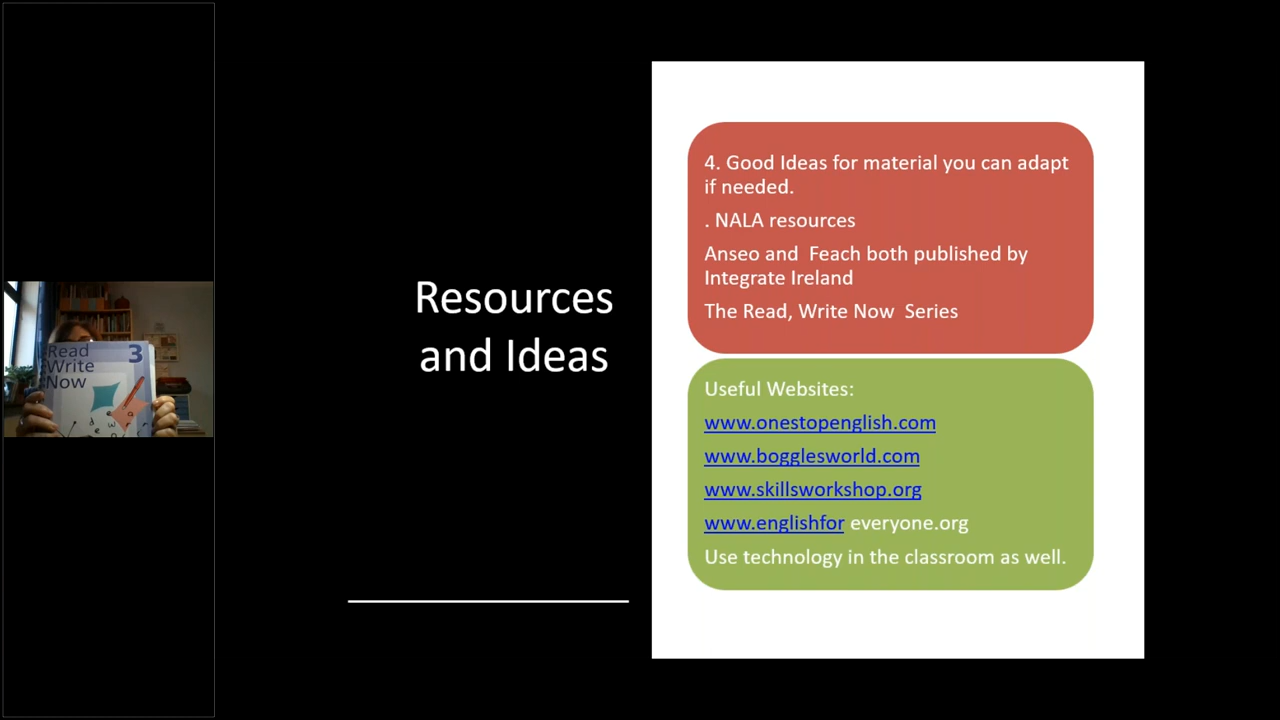 Resources
and Ideas
4. Good Ideas for material you can adapt
if needed.
. NALA resources
Anseo and  Feach both published by
Integrate Ireland
The Read, Write Now  Series
Useful Websites:
www.onestopenglish.com
www.bogglesworld.com
www.skillsworkshop.org
www.englishfor everyone.org
Use technology in the classroom as well.
Read
Write
Now
3